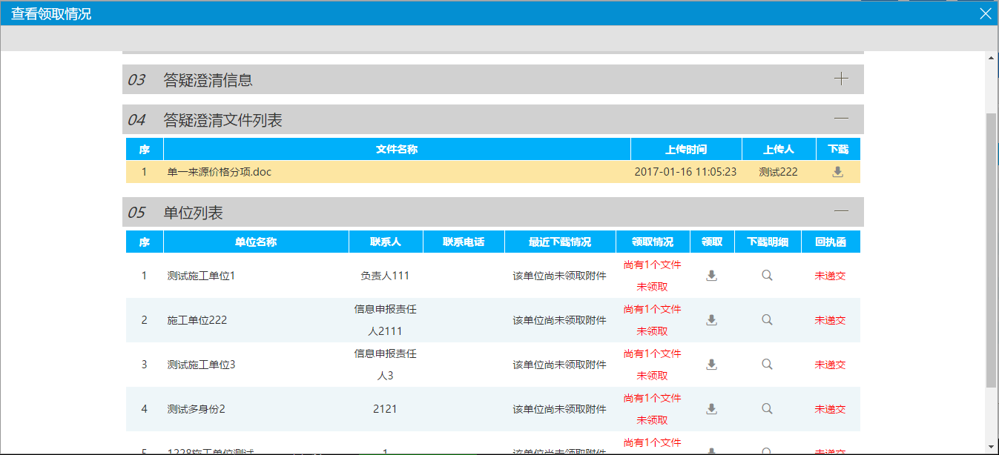 查看领取情况
03 答疑澄清信息
04 答疑澄清文件列表
序 文件名称 上传时间 上传人 下载
1 单一来源价格分项.doc 2017-01-16 11:05:23 测试222
05 单位列表
序 单位名称 联系人 联系电话 最近下载情况 领取情况 领取 下载明细 回执函
尚有1个文件
1 测试施工单位1 负责人111 该单位尚未领取附件 未递交
未领取
信息申报责任 尚有1个文件
2 施工单位222 该单位尚未领取附件 未递交
人2111 未领取
信息申报责任 尚有1个文件
3 测试施工单位3 该单位尚未领取附件 未递交
人3 未领取
尚有1个文件
4 测试多身份2 2121 该单位尚未领取附件 未递交
未领取
尚有1个文件
5 1228施工单位测试 1 该单位尚未领取附件 未递交